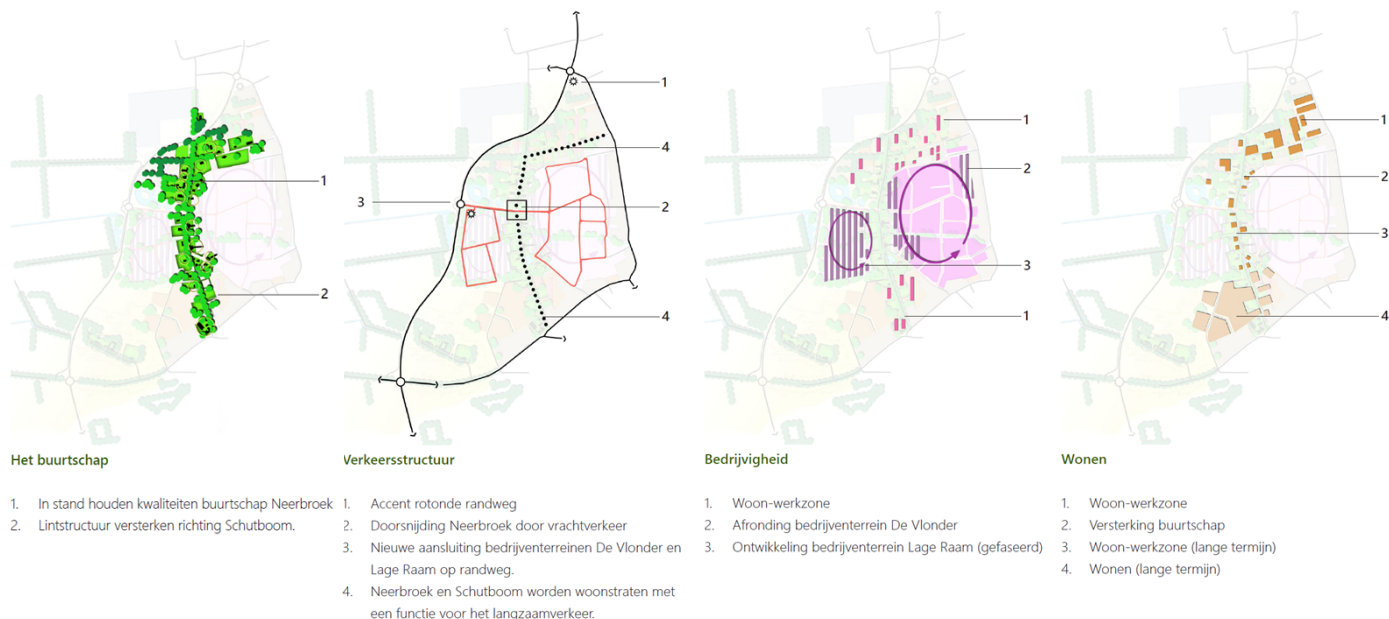 1
2
1
4
3
2
4
1
2
3
1
1
2
3
4
Het buurtschap
1. In stand houden kwaliteiten buurtschap Neerbroek
2. Lintstructuur versterken richting Schutboom.
Verkeersstructuur
1. Accent rotonde randweg
2. Doorsnijding Neerbroek door vrachtverkeer
3. Nieuwe aansluiting bedrijventerreinen De Vlonder en
Lage Raam op randweg.
4. Neerbroek en Schutboom worden woonstraten met
een functie voor het langzaamverkeer.
Bedrijvigheid
1. Woon-werkzone
2. Afronding bedrijventerrein De Vlonder
3. Ontwikkeling bedrijventerrein Lage Raam (gefaseerd)
Wonen
1. Woon-werkzone
2. Versterking buurtschap
3. Woon-werkzone (lange termijn)
4. Wonen (lange termijn)